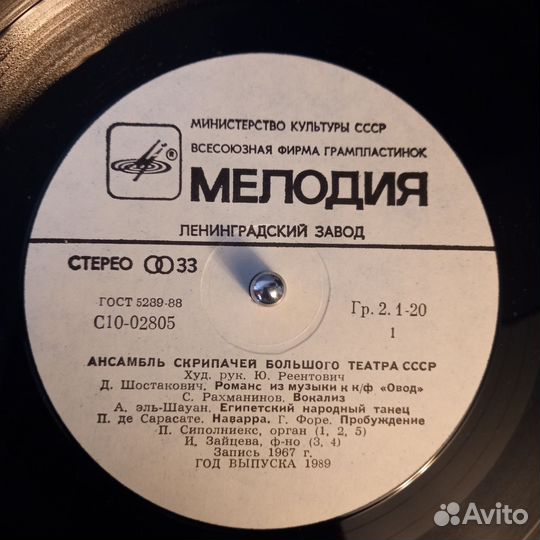 МИНИСТЕРСТВО КУЛЬТУРЫ СССР
ВСЕСОЮЗНАЯ ФИРМА ГРАМПЛАСТИНОК
®
МЕЛОДИЯ
ЛЕНИНГРАДСКИЙ ЗАВОД
СТЕРЕО 33
ГОСТ 5289-88
Гр. 2. 1-20
С10-02805
1
АНСАМБЛЬ СКРИПАЧЕЙ БОЛЬШОГО ТЕАТРА СССР
Худ. рук. Ю. Реентович
Д. Шостакович. Романс из музыки к к/ф «Овод»
С. Рахманинов. Вокализ
А. эль-Шауан. Египетский народный танец
П. де Сарасате. Наварра. Г. Форе. Пробуждение
П. Сиполниекс, орган (1, 2, 5)
И. Зайцева, ф-но (3, 4)
Запись 1967 г.
ГОД ВЫПУСКА 1989
Avito